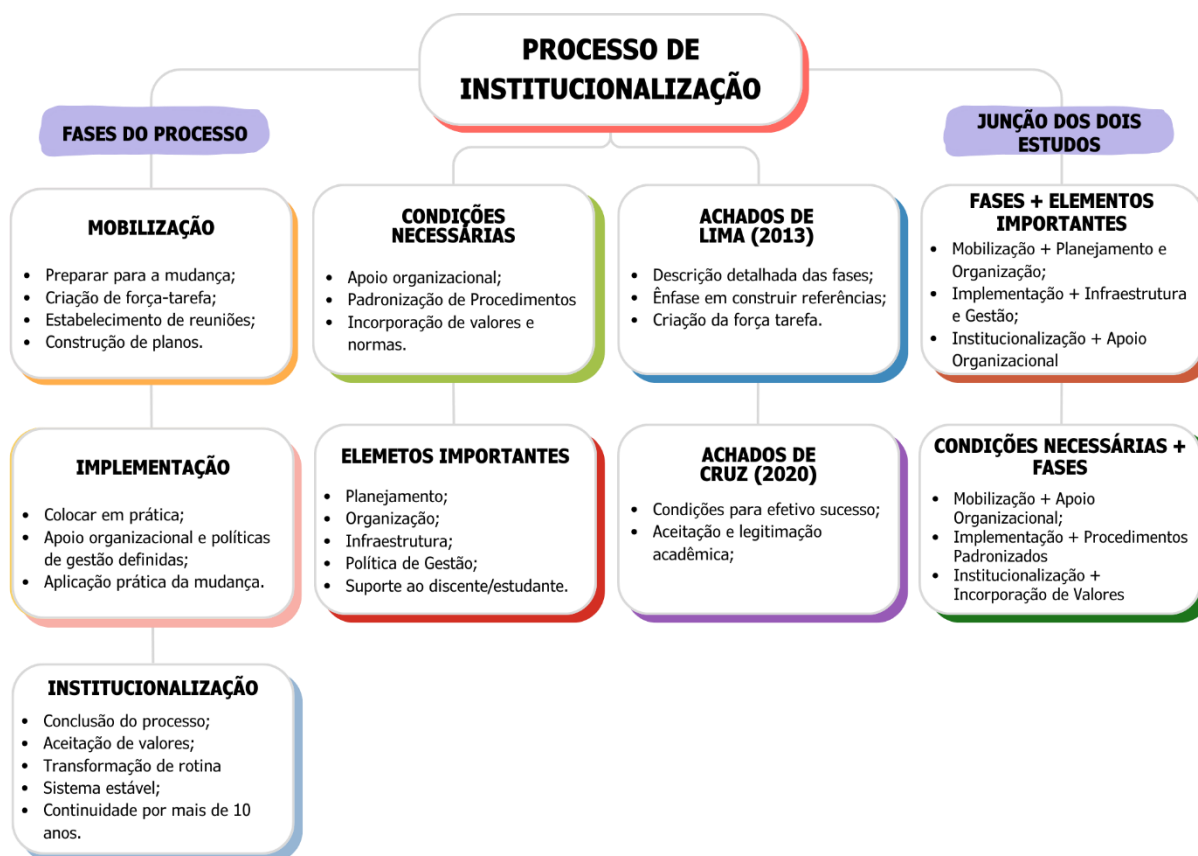 PROCESSO DE
INSTITUCIONALIZAÇÃO
FASES DO PROCESSO
MOBILIZAÇÃO
• Preparar para a mudança;
• Criação de força-tarefa;
• Estabelecimento de reuniões;
• Construção de planos.
IMPLEMENTAÇÃO
• Colocar em prática;
• Apoio organizacional e políticas
de gestão definidas;
• Aplicação prática da mudança.
INSTITUCIONALIZAÇÃO
• Conclusão do processo;
• Aceitação de valores;
• Transformação de rotina
• Sistema estável;
• Continuidade por mais de 10
anos.
CONDIÇÕES
NECESSÁRIAS
• Apoio organizacional;
• Padronização de Procedimentos
• Incorporação de valores e
normas.
ELEMETOS IMPORTANTES
• Planejamento;
• Organização;
• Infraestrutura;
• Política de Gestão;
• Suporte ao discente/estudante.
ACHADOS DE
LIMA (2013)
• Descrição detalhada das fases;
• Ênfase em construir referências;
• Criação da força tarefa.
ACHADOS DE
CRUZ (2020)
• Condições para efetivo sucesso;
• Aceitação e legitimação
acadêmica;
JUNÇÃO DOS DOIS
ESTUDOS
FASES + ELEMENTOS
IMPORTANTES
• Mobilização + Planejamento e
Organização;
• Implementação + Infraestrutura
e Gestão;
• Institucionalização + Apoio
Organizacional
CONDIÇÕES NECESSÁRIAS +
FASES
• Mobilização + Apoio
Organizacional;
• Implementação + Procedimentos
Padronizados
• Institucionalização +
Incorporação de Valores